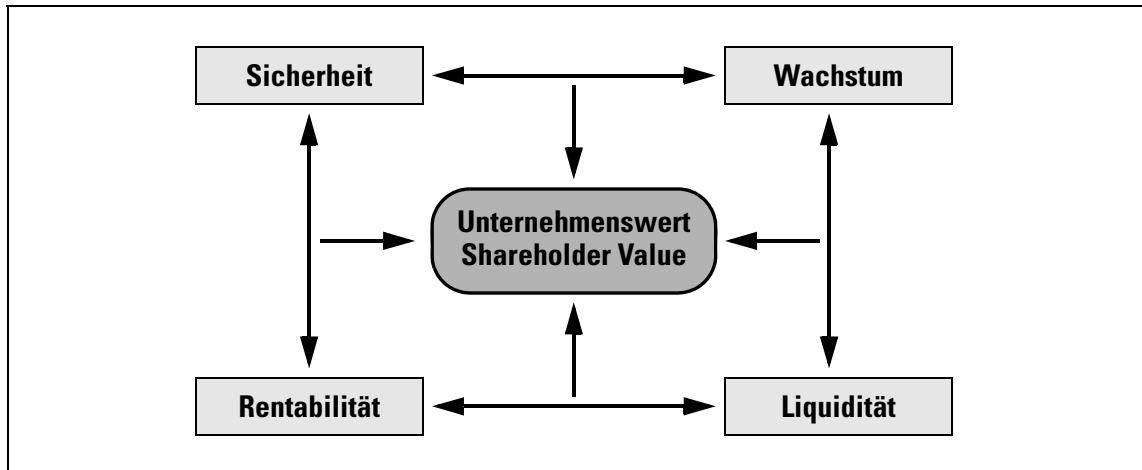 Sicherheit
Wachstum
Unternehmenswert
Shareholder Value
Rentabilität
Liquidität